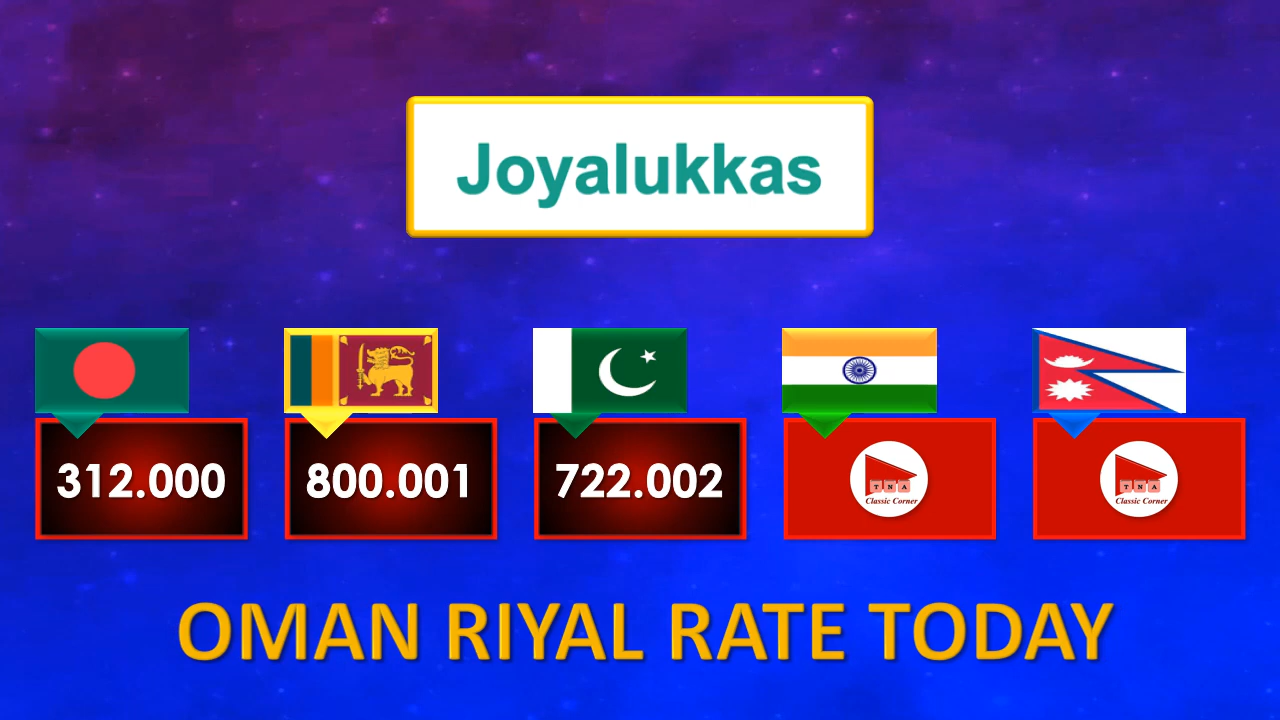 Joyalukkas
312.000
800.001
722.002
TNA
Classic Corner
TNA
Classic Corner
OMAN RIYAL RATE TODAY